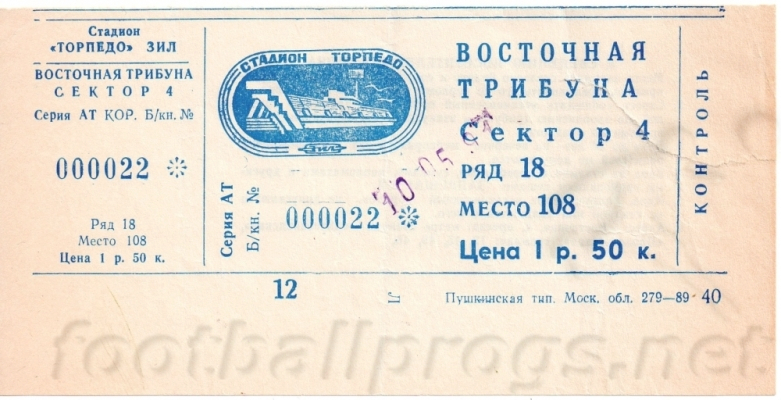 Стадион
«ТОРПЕДО» ЗИЛ
ВОСТОЧНАЯ ТРИБУНА
СЕКТОР 4
Серия АТ КОР. Б/кн. №
000022 *
Ряд 18
Место 108
Цена 1 р. 50 к.
СТАДИОН ТОРПЕДО
ЗИЛ
Серия АТ
Б/кн. №
000022 *
12
ВОСТОЧНАЯ
ТРИБУНА
Сектор 4
РЯД 18
МЕСТО 108
Цена 1 р. 50 к.
Пушкинская тип. Моск. обл. 279—89 40
КОНТРОЛЬ
footballprogs.net